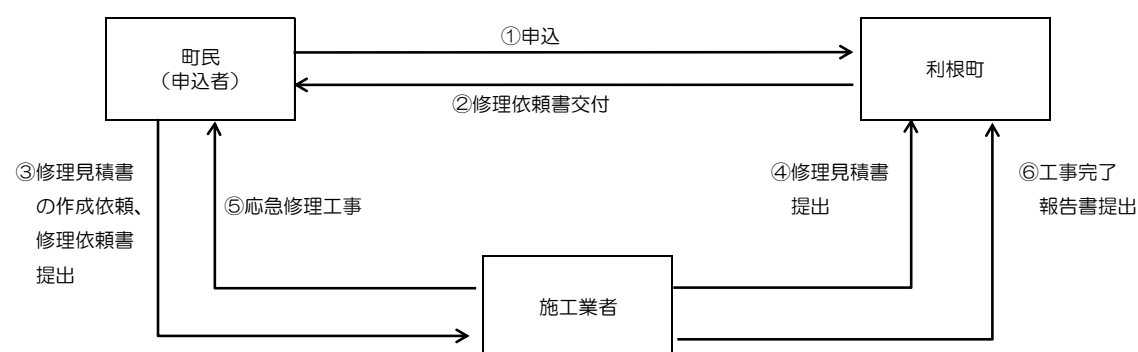 ①申込
町民
（申込者）
利根町
②修理依頼書交付
③修理見積書
の作成依頼、
修理依頼書
提出
⑤応急修理工事
④修理見積書
提出
⑥工事完了
報告書提出
施工業者